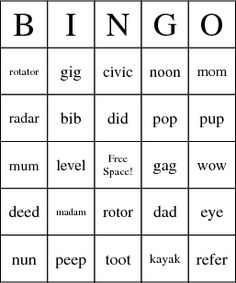 B I N G O
rotator gig civic noon mom
radar bib did pop pup
mum level Free Space! gag wow
deed madam rotor dad eye
nun peep toot kayak refer